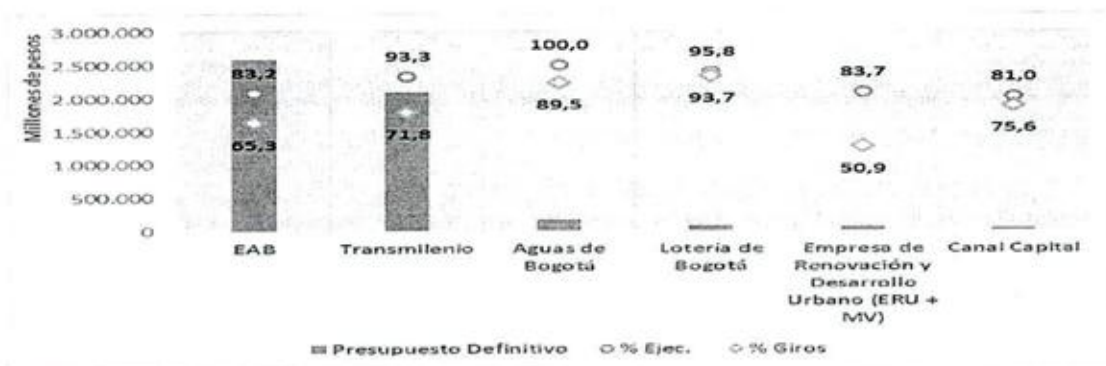 Millones de pesos
3.000.000
2.500.000
2.000.000
1.500.000
1.000.000
500.000
0
83,2
65,3
93,3
71,8
100,0
89,5
95,8
93,7
83,7
50,9
81,0
75,6
EAB
Transmilenio
Aguas de
Bogotá
Lotería de
Bogotá
Empresa de
Renovación y
Desarrollo
Urbano (ERU +
MV)
Canal Capital
Presupuesto Definitivo
% Ejec.
% Giros